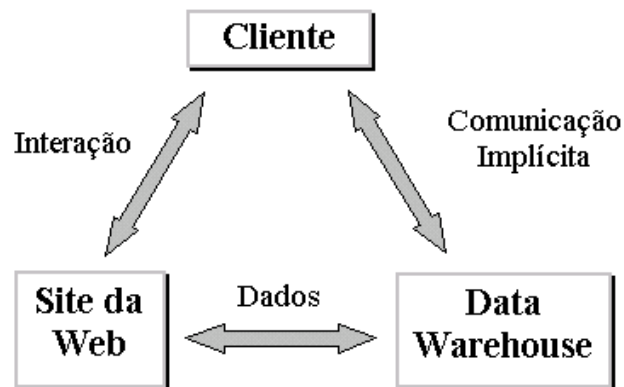 Cliente
Interação
Comunicação
Implícita
Site da
Web
Dados
Data
Warehouse